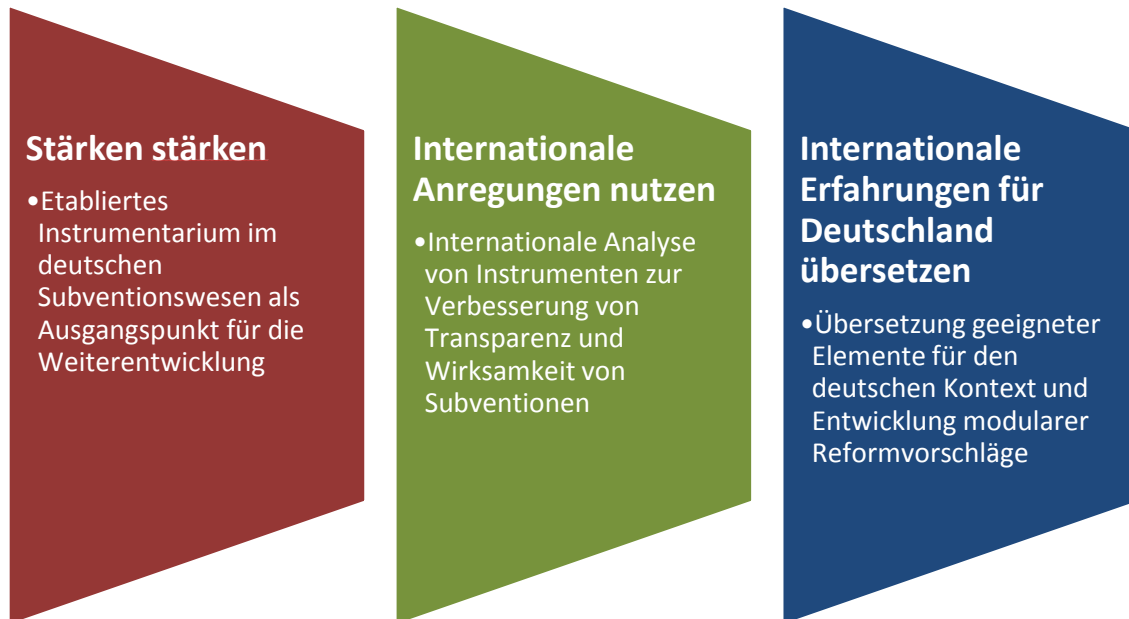 Stärken stärken
•Etabliertes
Instrumentarium im
deutschen
Subventionswesen als
Ausgangspunkt für die
Weiterentwicklung
Internationale
Anregungen nutzen
•Internationale Analyse
von Instrumenten zur
Verbesserung von
Transparenz und
Wirksamkeit von
Subventionen
Internationale
Erfahrungen für
Deutschland
übersetzen
•Übersetzung geeigneter
Elemente für den
deutschen Kontext und
Entwicklung modularer
Reformvorschläge